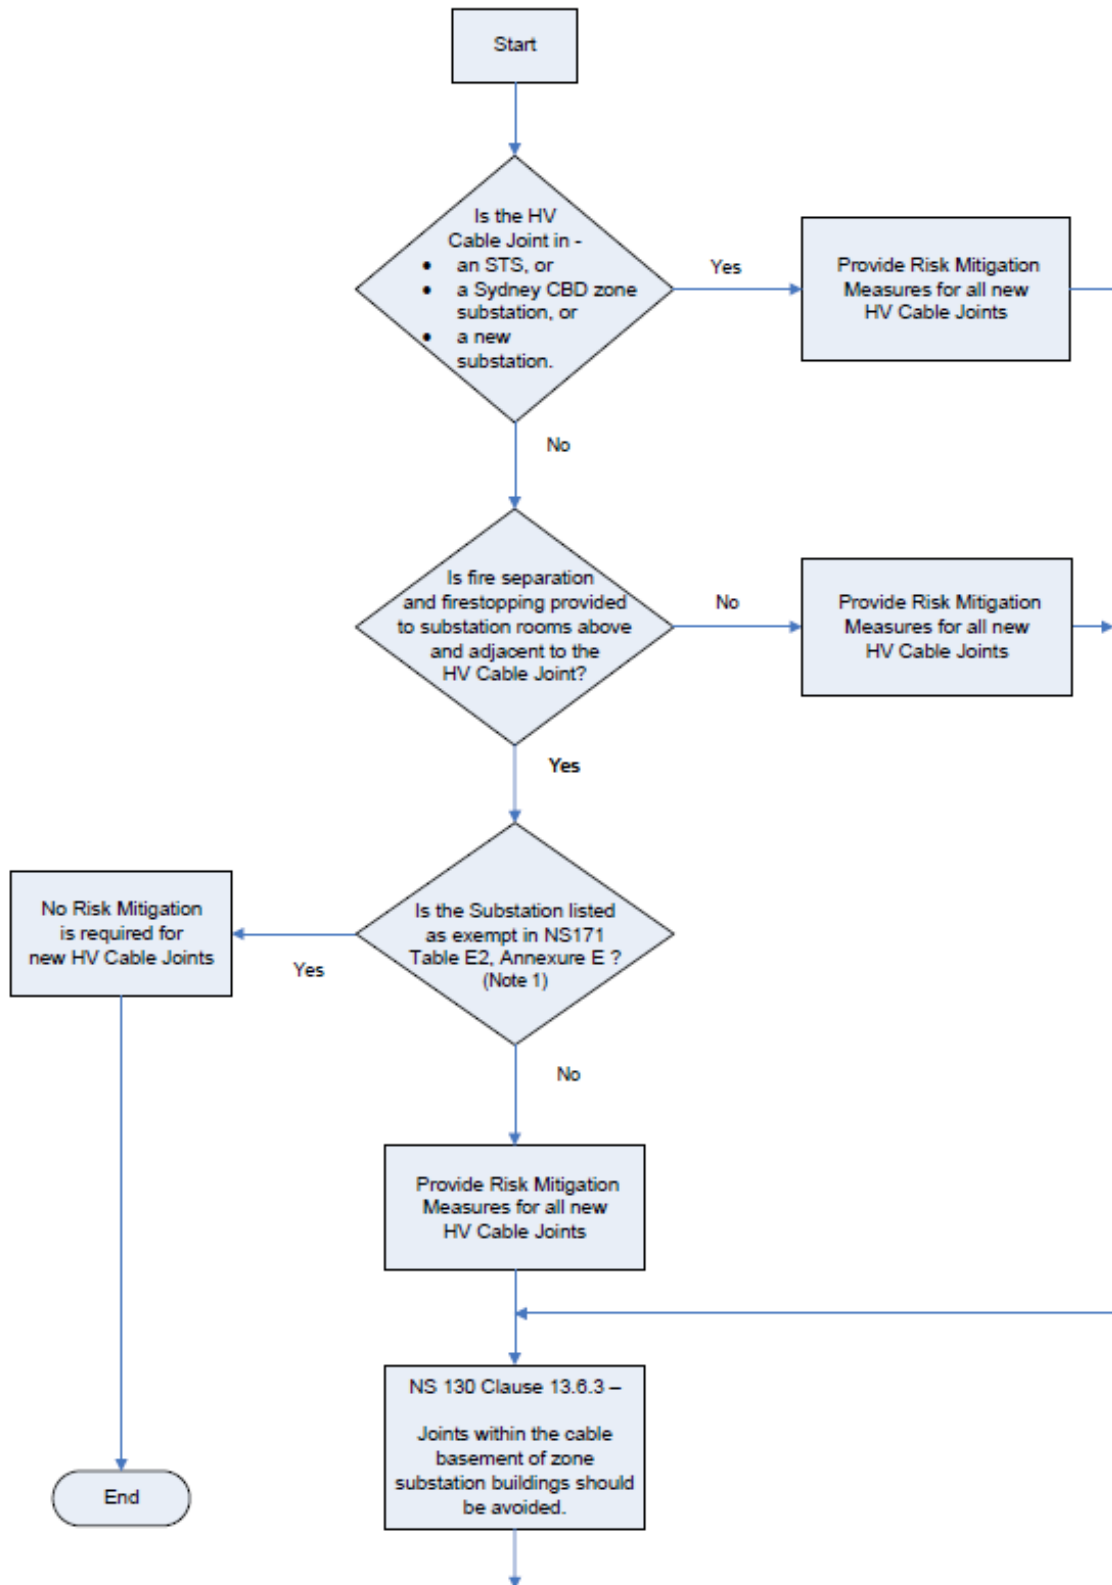 Start
Is the HV
Cable Joint in -
• an STS, or
• a Sydney CBD zone
substation, or
• a new
substation.
Yes
Provide Risk Mitigation
Measures for all new
HV Cable Joints
No
Is fire separation
and firestopping provided
to substation rooms above
and adjacent to the
HV Cable Joint?
No
Provide Risk Mitigation
Measures for all new
HV Cable Joints
Yes
Is the Substation listed
as exempt in NS171
Table E2, Annexure E ?
(Note 1)
Yes
No Risk Mitigation
is required for
new HV Cable Joints
No
Provide Risk Mitigation
Measures for all new
HV Cable Joints
NS 130 Clause 13.6.3 –
Joints within the cable
basement of zone
substation buildings should
be avoided.
End